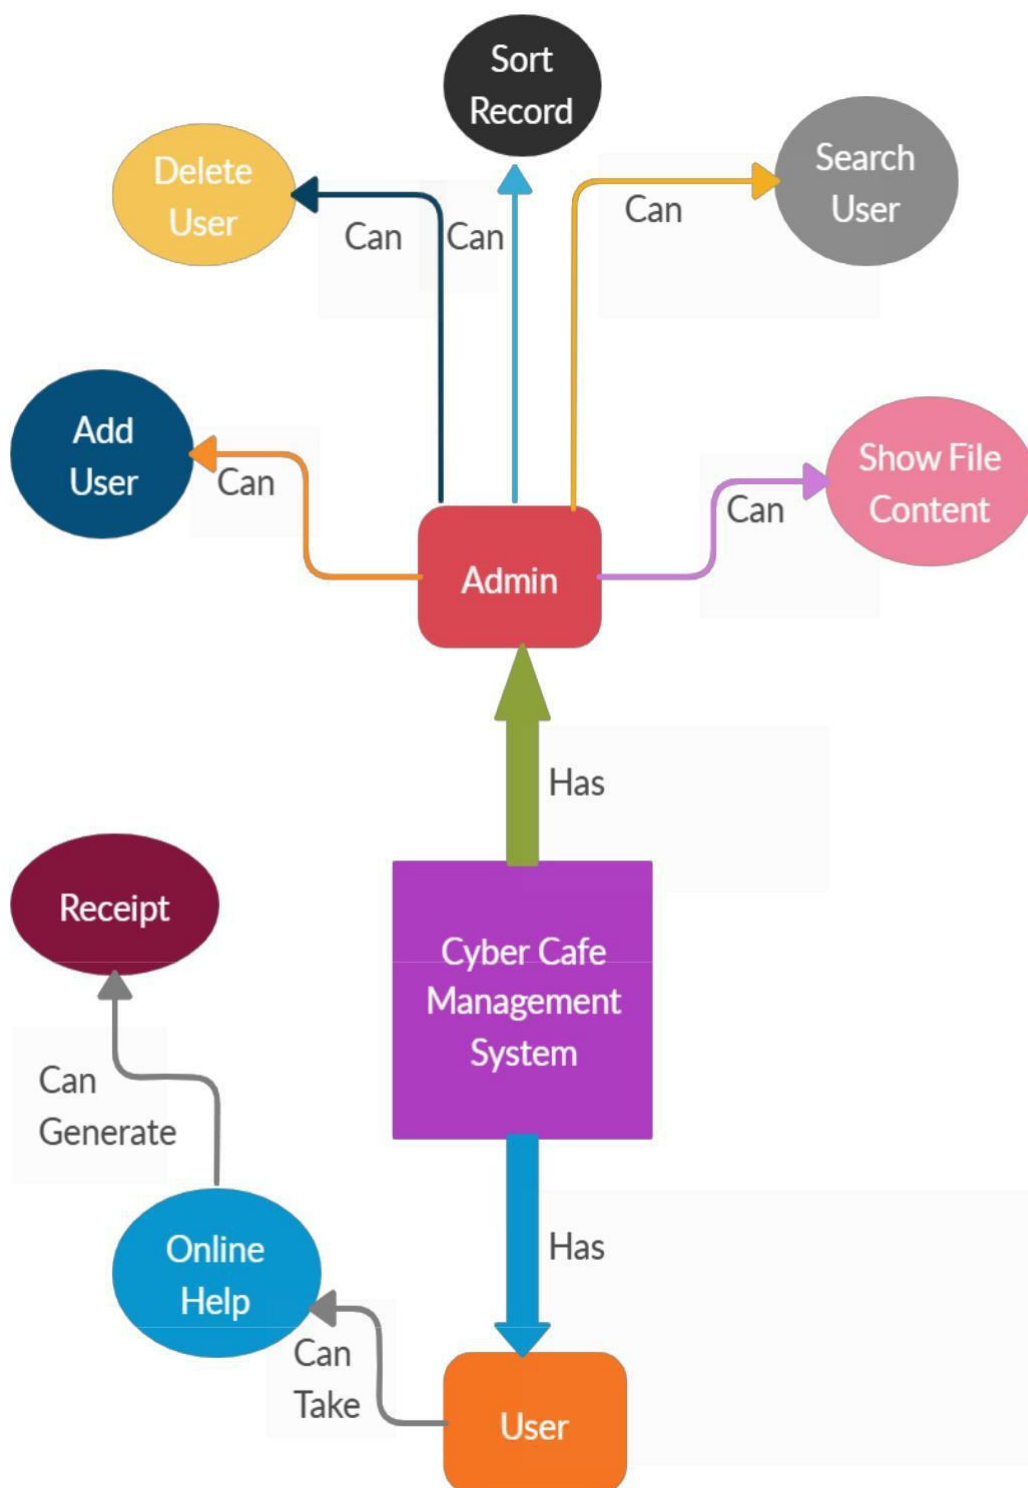 Sort
Record
Delete
User
Search
User
Can
Can
Can
Add
User
Can
Show File
Content
Can
Admin
Has
Receipt
Cyber Cafe
Management
System
Can
Generate
Online
Help
Has
Can
Take
User